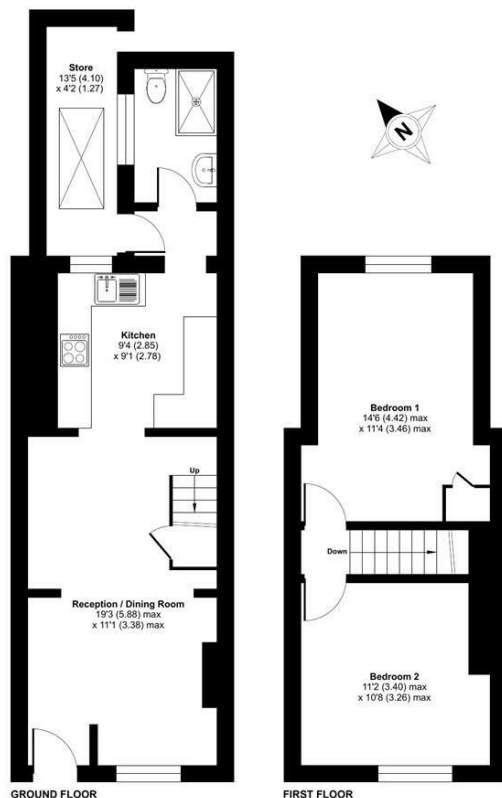 Store
13'5 (4.10)
x 4'2 (1.27)
N
Kitchen
9'4 (2.85)
x 9'1 (2.78)
Up
Reception / Dining Room
19'3 (5.88) max
x 11'1 (3.38) max
GROUND FLOOR
Bedroom 1
14'6 (4.42) max
x 11'4 (3.46) max
Down
Bedroom 2
11'2 (3.40) max
x 10'8 (3.26) max
FIRST FLOOR